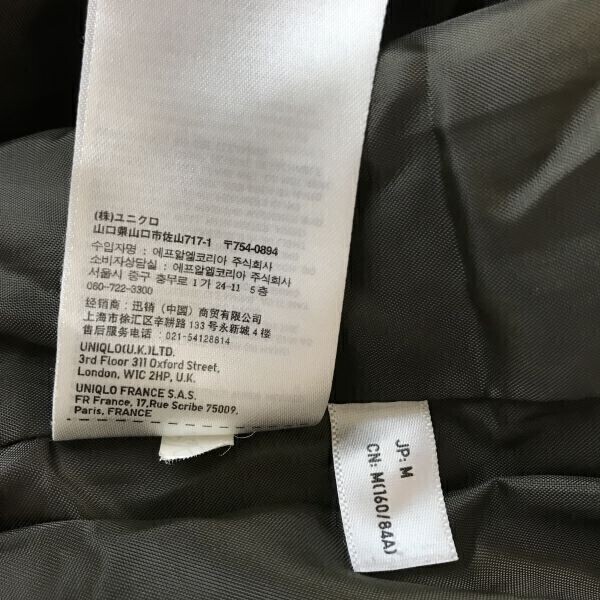 (株)ユニクロ
山口県山口市佐山717-1 〒754-0894
수입자명 : 에프알엘코리아 주식회사
소비자상담실 : 에프알엘코리아 주식회사
서울시 중구 충무로 1가 24-11 5층
080-722-3300
经销商: 迅销(中国)商贸有限公司
上海市徐汇区辛耕路 133 号永新城 4楼
售后服务电话 : 021-54128814
UNIQLO(U.K.)LTD.
3rd Floor 311 Oxford Street,
London, W1C 2HP, U.K.
UNIQLO FRANCE S.A.S.
FR France, 17,Rue Scribe 75009,
Paris, FRANCE
JP: M
CN: M(160/84A)